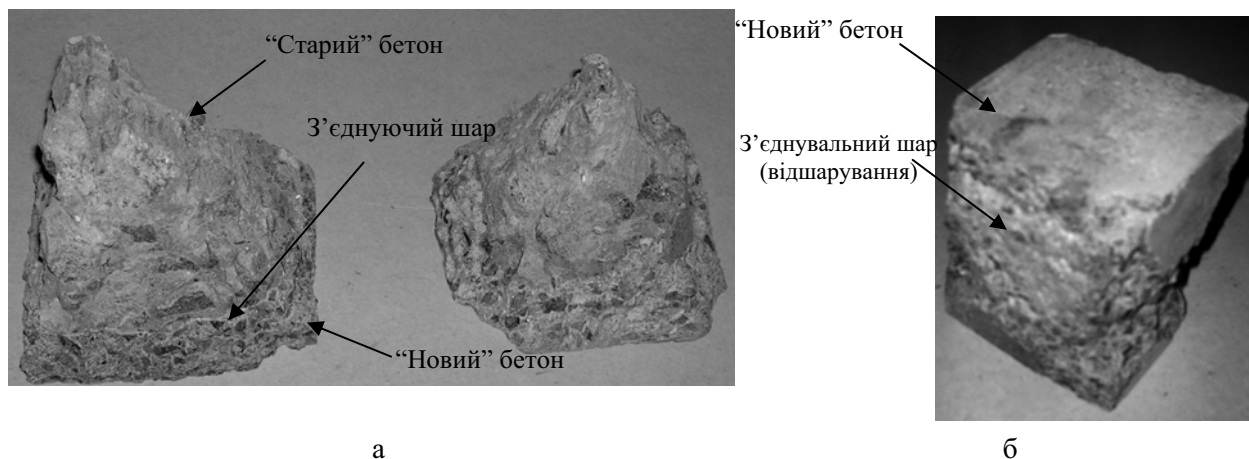 “Старий” бетон
З’єднуючий шар
“Новий” бетон
“Новий” бетон
З’єднувальний шар
(відшарування)
а
б